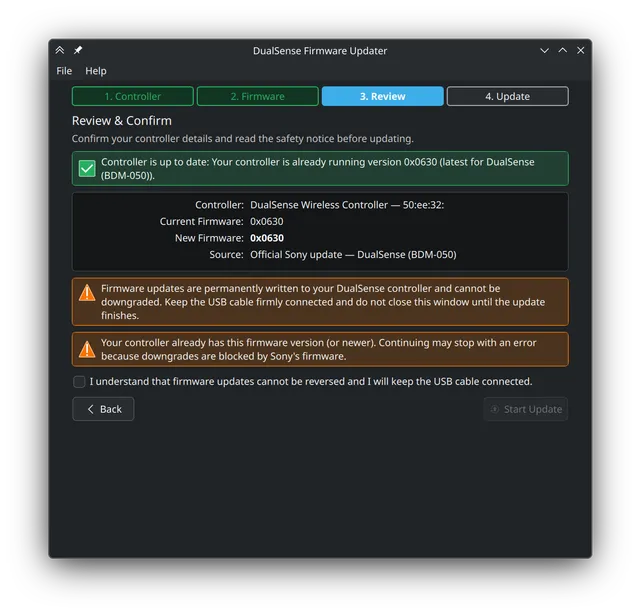 DualSense Firmware Updater
File Help
1. Controller 2. Firmware 3. Review 4. Update
Review & Confirm
Confirm your controller details and read the safety notice before updating.
Controller is up to date: Your controller is already running version 0x0630 (latest for DualSense
(BDM-050)).
Controller: DualSense Wireless Controller — 50:ee:32:
Current Firmware: 0x0630
New Firmware: 0x0630
Source: Official Sony update — DualSense (BDM-050)
Firmware updates are permanently written to your DualSense controller and cannot be
downgraded. Keep the USB cable firmly connected and do not close this window until the update
finishes.
Your controller already has this firmware version (or newer). Continuing may stop with an error
because downgrades are blocked by Sony's firmware.
I understand that firmware updates cannot be reversed and I will keep the USB cable connected.
Back Start Update